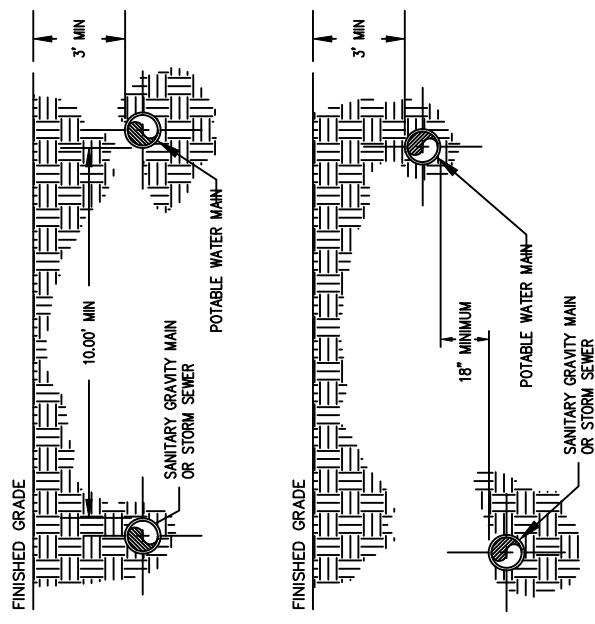 FINISHED GRADE
3' MIN
10.00' MIN
SANITARY GRAVITY MAIN
OR STORM SEWER
POTABLE WATER MAIN
FINISHED GRADE
3' MIN
18" MINIMUM
POTABLE WATER MAIN
SANITARY GRAVITY MAIN
OR STORM SEWER